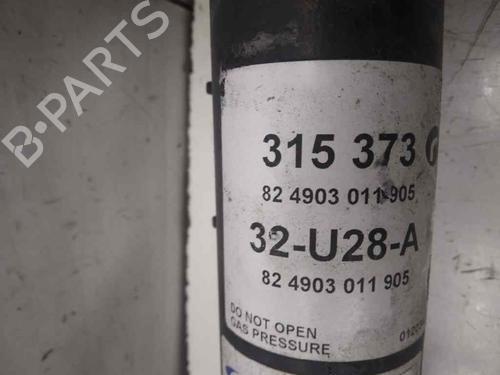 B-PARTS
315 373
82 4903 011-905
32-U28-A
82 4903 011 905
DO NOT OPEN
GAS PRESSURE